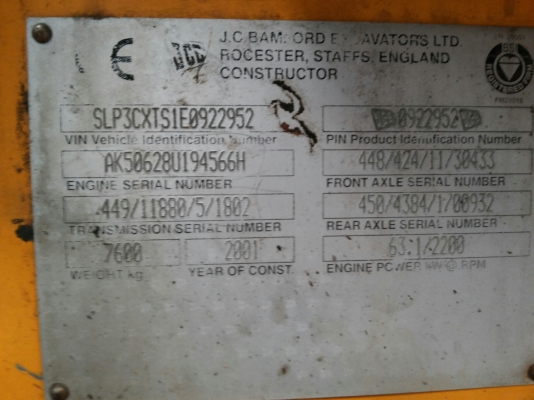 CE JCB J.C. BAMFORD EXCAVATORS LTD.
ROCESTER, STAFFS, ENGLAND
CONSTRUCTOR
SLP3CXTS1E0922952 0922952
VIN Vehicle Identification Number PIN Product Identification Number
AK50628U194566H 448/424/11/30433
ENGINE SERIAL NUMBER FRONT AXLE SERIAL NUMBER
449/11880/5/1802 450/4384/1/00932
TRANSMISSION SERIAL NUMBER REAR AXLE SERIAL NUMBER
7600 2001 63.1/2200
WEIGHT kg YEAR OF CONST. ENGINE POWER kW@RPM